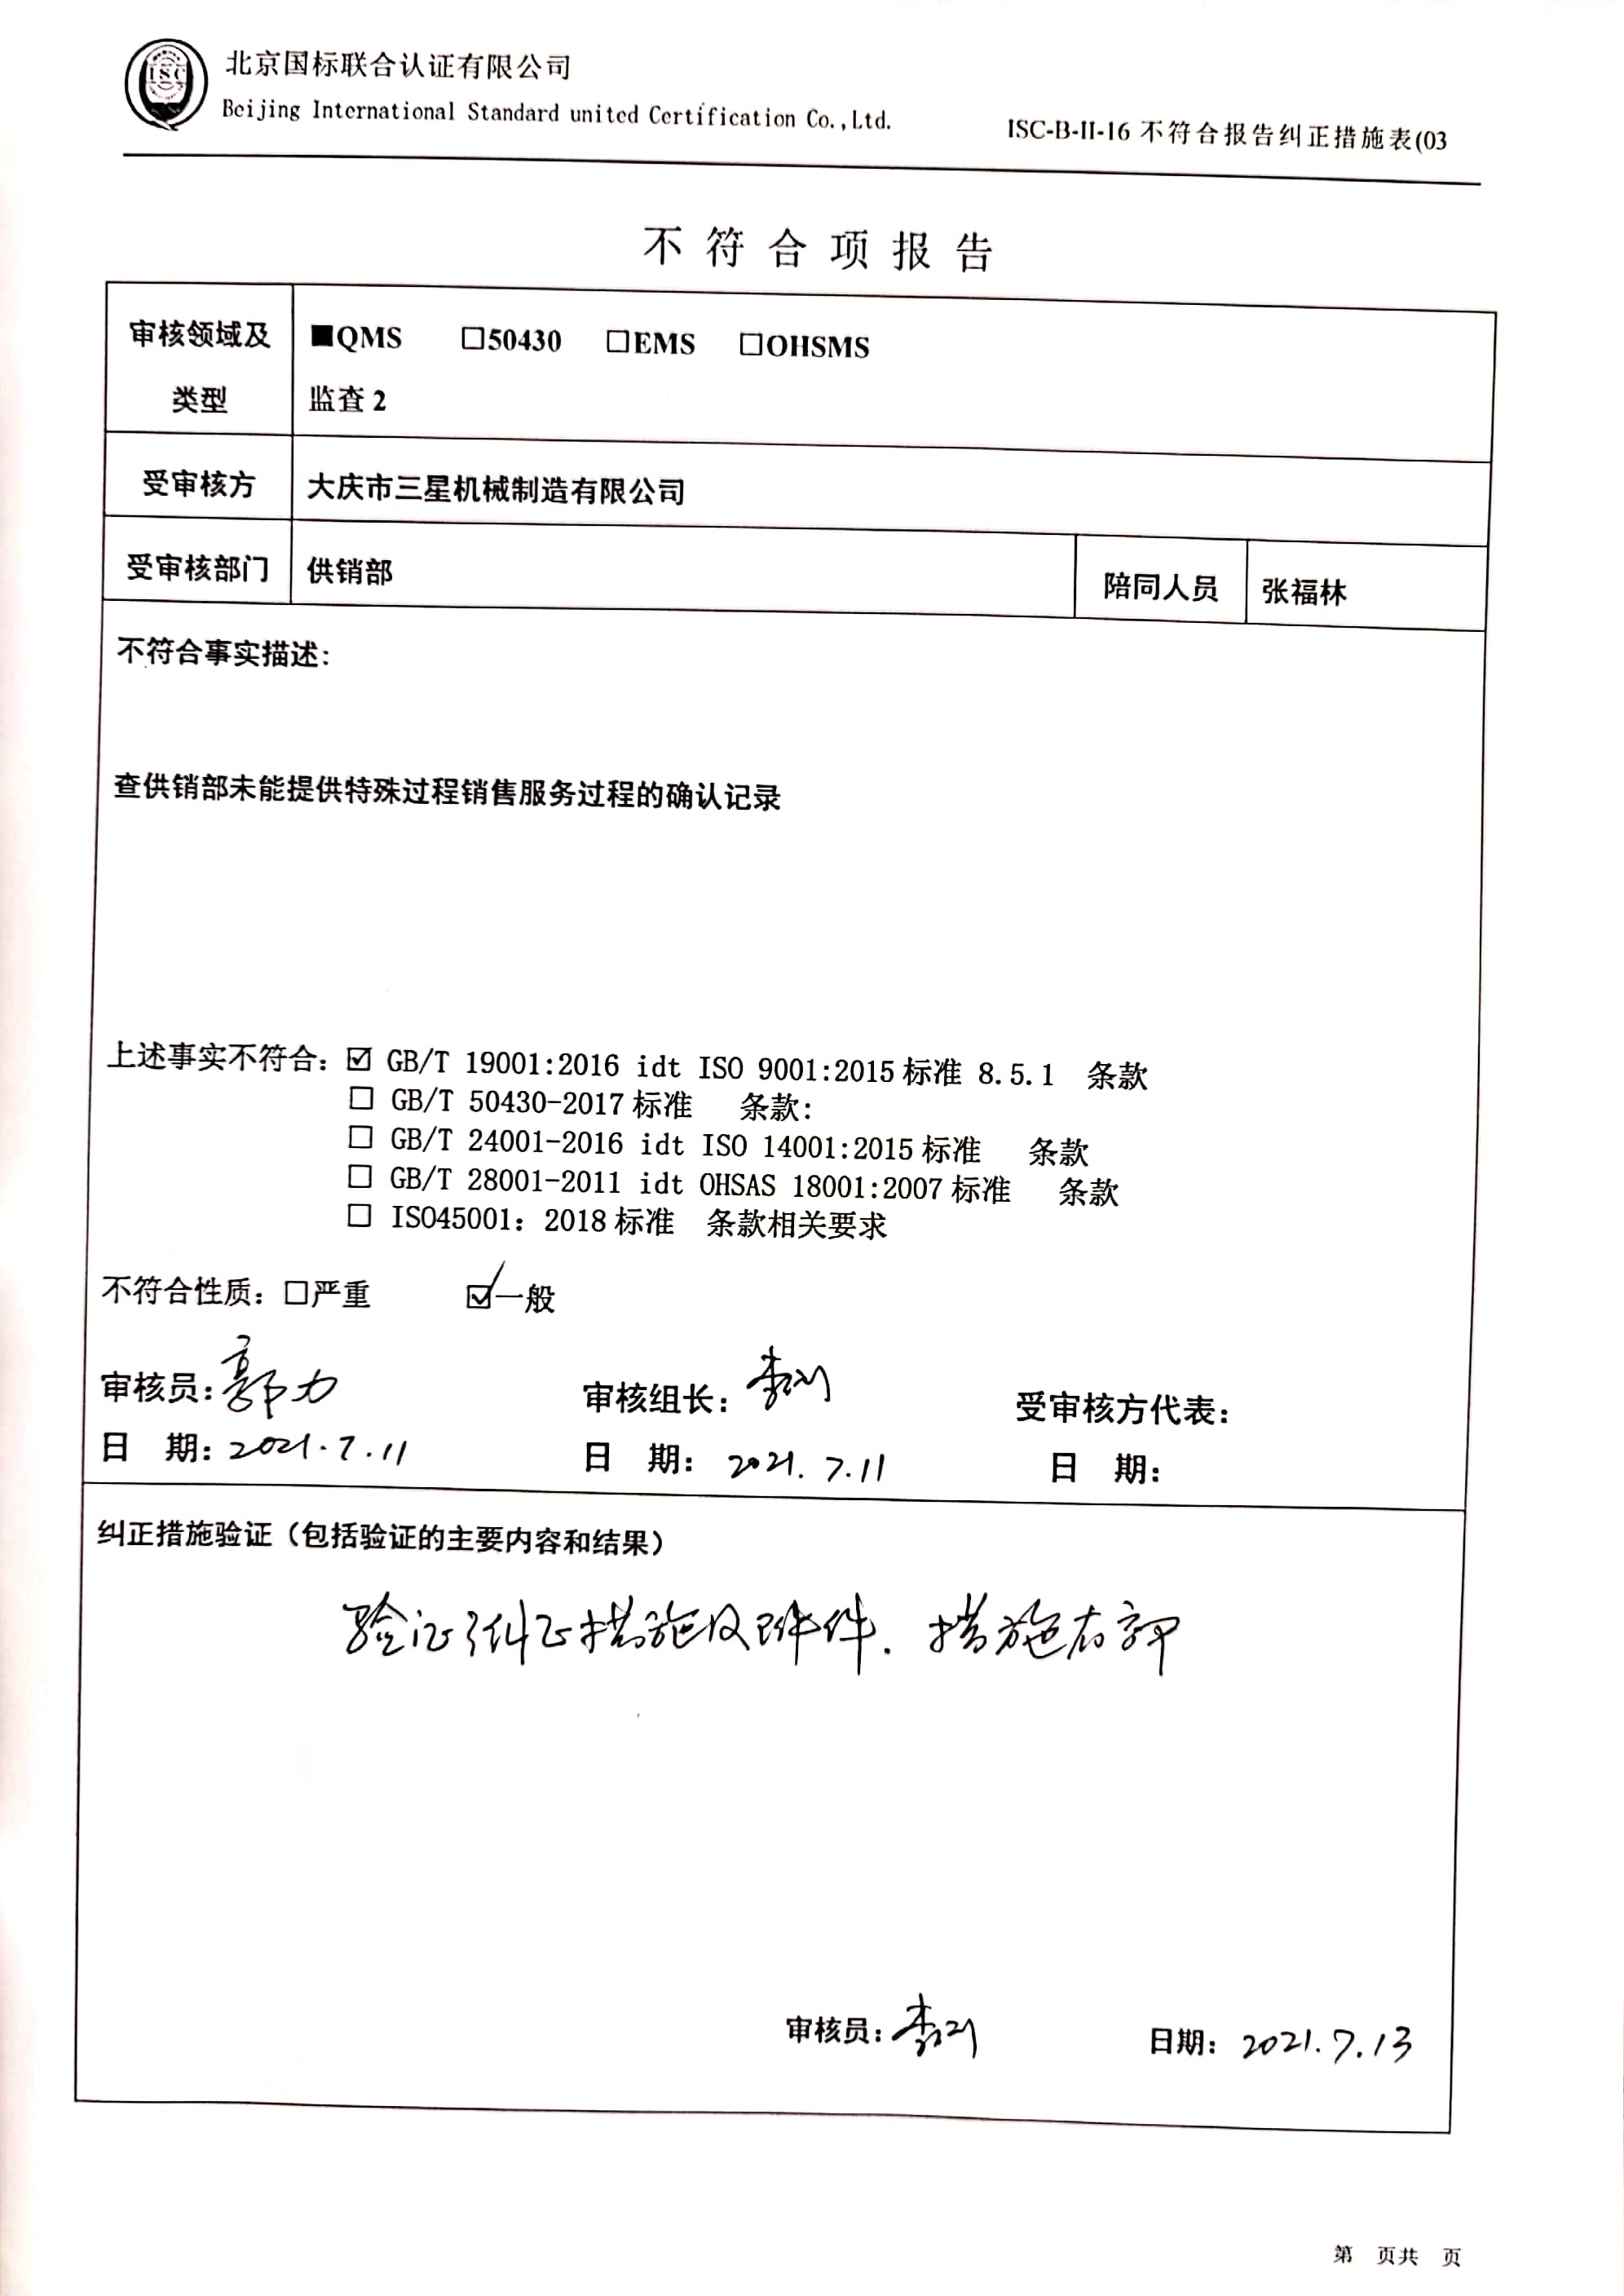 ISC
北京国标联合认证有限公司
Beijing International Standard united Certification Co.,Ltd.
ISC-B-II-16 不符合报告纠正措施表(03
不符合项报告
审核领域及类型
■QMS □50430 □EMS □OHSMS
监查 2
受审核方 大庆市三星机械制造有限公司
受审核部门 供销部 陪同人员 张福林
不符合事实描述：
查供销部未能提供特殊过程销售服务过程的确认记录
上述事实不符合：☑ GB/T 19001:2016 idt ISO 9001:2015 标准 8.5.1 条款
□ GB/T 50430-2017 标准 条款：
□ GB/T 24001-2016 idt ISO 14001:2015 标准 条款
□ GB/T 28001-2011 idt OHSAS 18001:2007 标准 条款
□ ISO45001：2018 标准 条款相关要求
不符合性质：□严重 ☑一般
审核员：郭力 审核组长： 受审核方代表：
日 期：2021.7.11 日 期：2021.7.11 日 期：
纠正措施验证（包括验证的主要内容和结果）
验证纠正措施及附件．措施有效
审核员： 日期：2021.7.13
第 页共 页